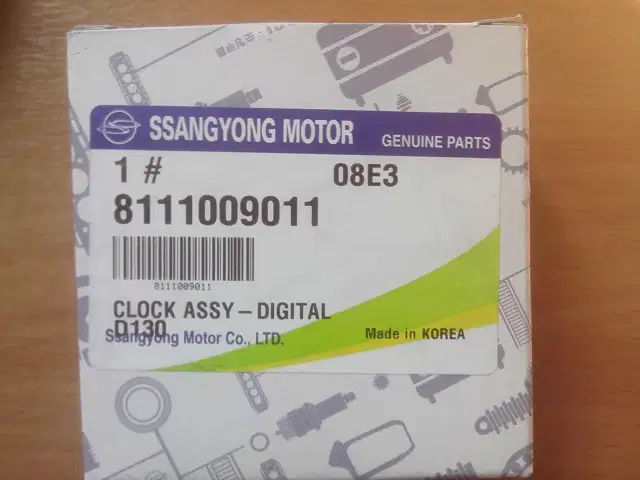 SSANGYONG MOTOR GENUINE PARTS
1 # 08E3
8111009011
8111009011
CLOCK ASSY – DIGITAL
D130
Ssangyong Motor Co., LTD. Made in KOREA